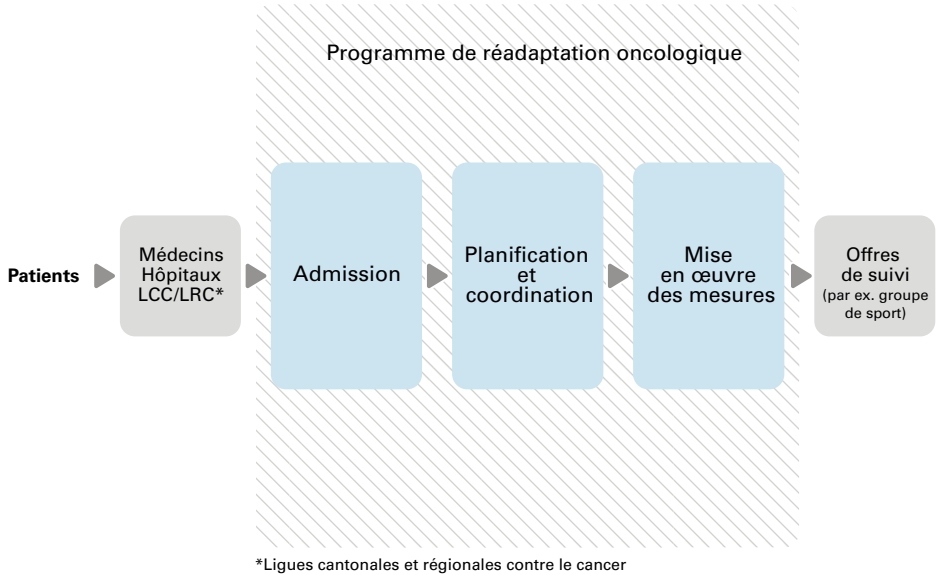 Programme de réadaptation oncologique
Patients
Médecins
Hôpitaux
LCC/LRC*
Admission
Planification
et
coordination
Mise
en œuvre
des mesures
Offres
de suivi
(par ex. groupe
de sport)
*Ligues cantonales et régionales contre le cancer